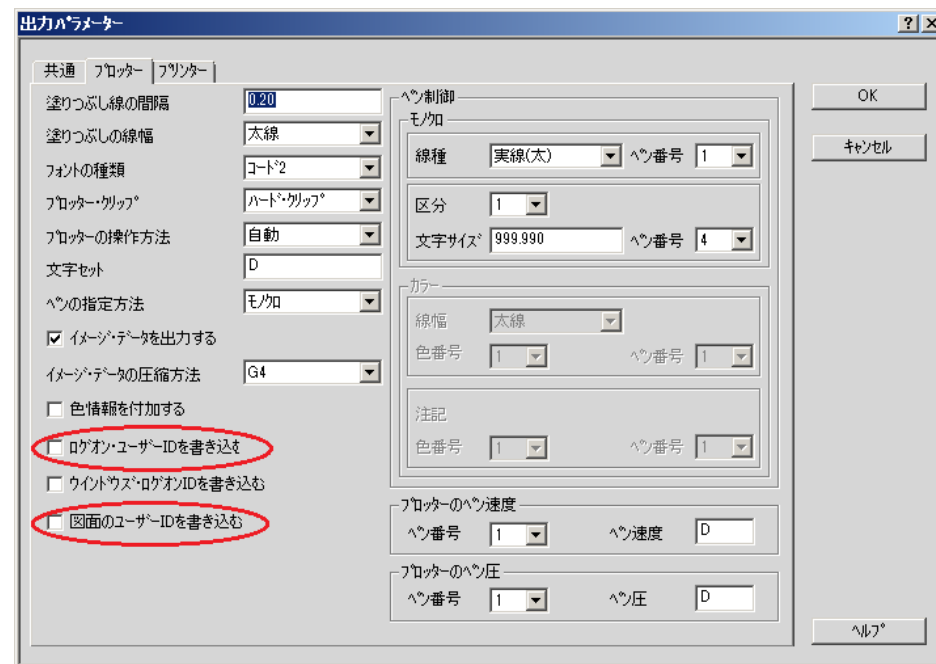 出力ﾊﾟﾗﾒｰﾀｰ
共通 ﾌﾟﾛｯﾀｰ ﾌﾟﾘﾝﾀｰ
塗りつぶし線の間隔 0.20
塗りつぶしの線幅 太線
ﾌｫﾝﾄの種類 ｺｰﾄﾞ2
ﾌﾟﾛｯﾀｰ･ｸﾘｯﾌﾟ ﾊｰﾄﾞ･ｸﾘｯﾌﾟ
ﾌﾟﾛｯﾀｰの操作方法 自動
文字ｾｯﾄ D
ﾍﾟﾝの指定方法 ﾓﾉｸﾛ
ｲﾒｰｼﾞ･ﾃﾞｰﾀを出力する
ｲﾒｰｼﾞ･ﾃﾞｰﾀの圧縮方法 G4
色情報を付加する
ﾛｸﾞｵﾝ･ﾕｰｻﾞｰIDを書き込む
ｳｲﾝﾄﾞｳｽﾞ･ﾛｸﾞｵﾝIDを書き込む
図面のﾕｰｻﾞｰIDを書き込む
ﾍﾟﾝ制御
ﾓﾉｸﾛ
線種 実線(太) ﾍﾟﾝ番号 1
区分 1
文字ｻｲｽﾞ 999.990 ﾍﾟﾝ番号 4
ｶﾗｰ
線幅 太線
色番号 1 ﾍﾟﾝ番号 1
注記
色番号 1 ﾍﾟﾝ番号 1
ﾌﾟﾛｯﾀｰのﾍﾟﾝ速度
ﾍﾟﾝ番号 1 ﾍﾟﾝ速度 D
ﾌﾟﾛｯﾀｰのﾍﾟﾝ圧
ﾍﾟﾝ番号 1 ﾍﾟﾝ圧 D
OK
ｷｬﾝｾﾙ
ﾍﾙﾌﾟ